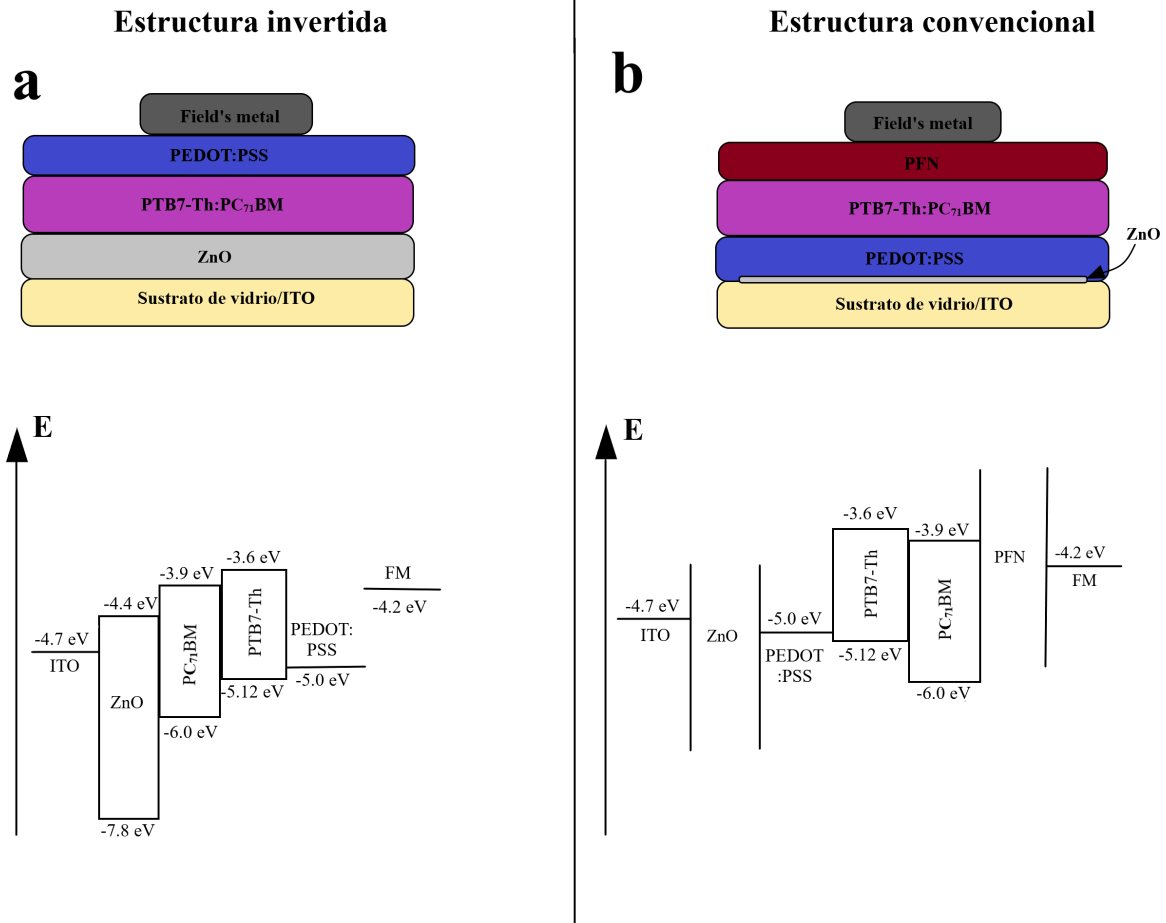 Estructura invertida
a
Field's metal
PEDOT:PSS
PTB7-Th:PC₇₁BM
ZnO
Sustrato de vidrio/ITO
E
-3.6 eV
-3.9 eV
FM
-4.4 eV
-4.2 eV
PTB7-Th
-4.7 eV
PEDOT:
PSS
ITO
PC₇₁BM
-5.0 eV
-5.12 eV
ZnO
-6.0 eV
-7.8 eV
Estructura convencional
b
Field's metal
PFN
PTB7-Th:PC₇₁BM
ZnO
PEDOT:PSS
Sustrato de vidrio/ITO
E
-3.6 eV
-3.9 eV
PFN
-4.2 eV
FM
PTB7-Th
-4.7 eV
PC₇₁BM
-5.0 eV
ITO
ZnO
PEDOT
:PSS
-5.12 eV
-6.0 eV